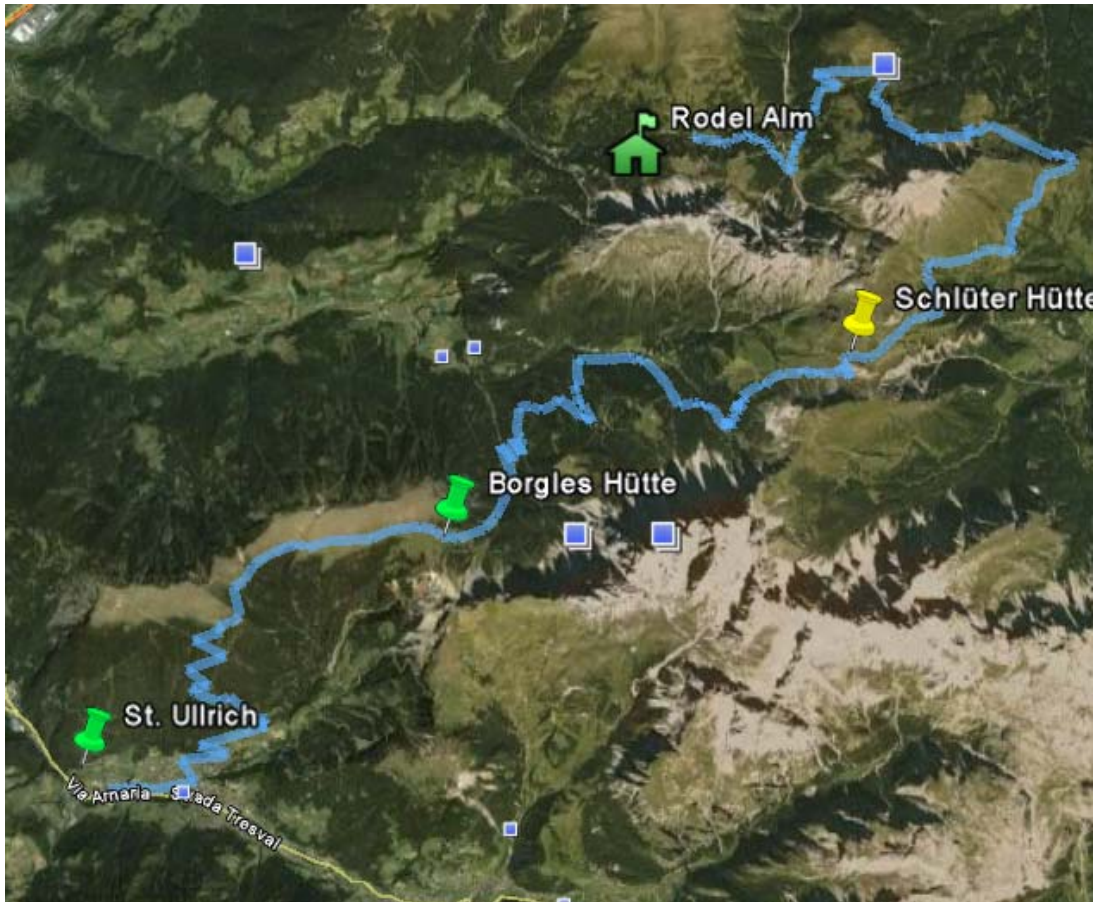 Rodel Alm
Schlüter Hütte
Borgles Hütte
St. Ullrich
Via Arnaria
Strada Tresval